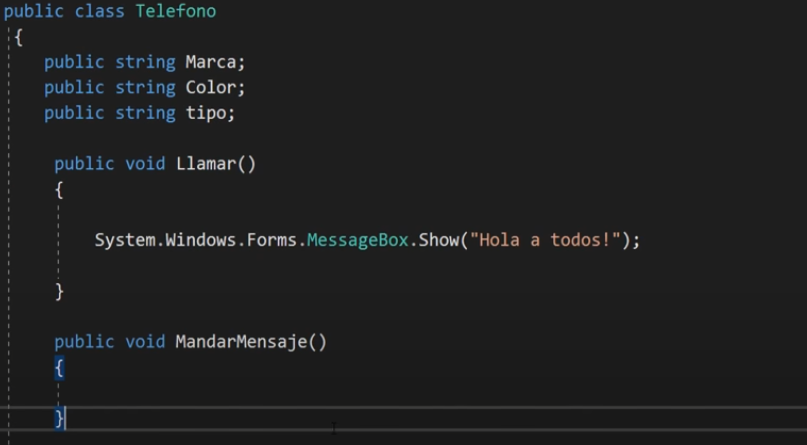 public class Telefono
{
public string Marca;
public string Color;
public string tipo;
public void Llamar()
{
System.Windows.Forms.MessageBox.Show("Hola a todos!");
}
public void MandarMensaje()
{
}